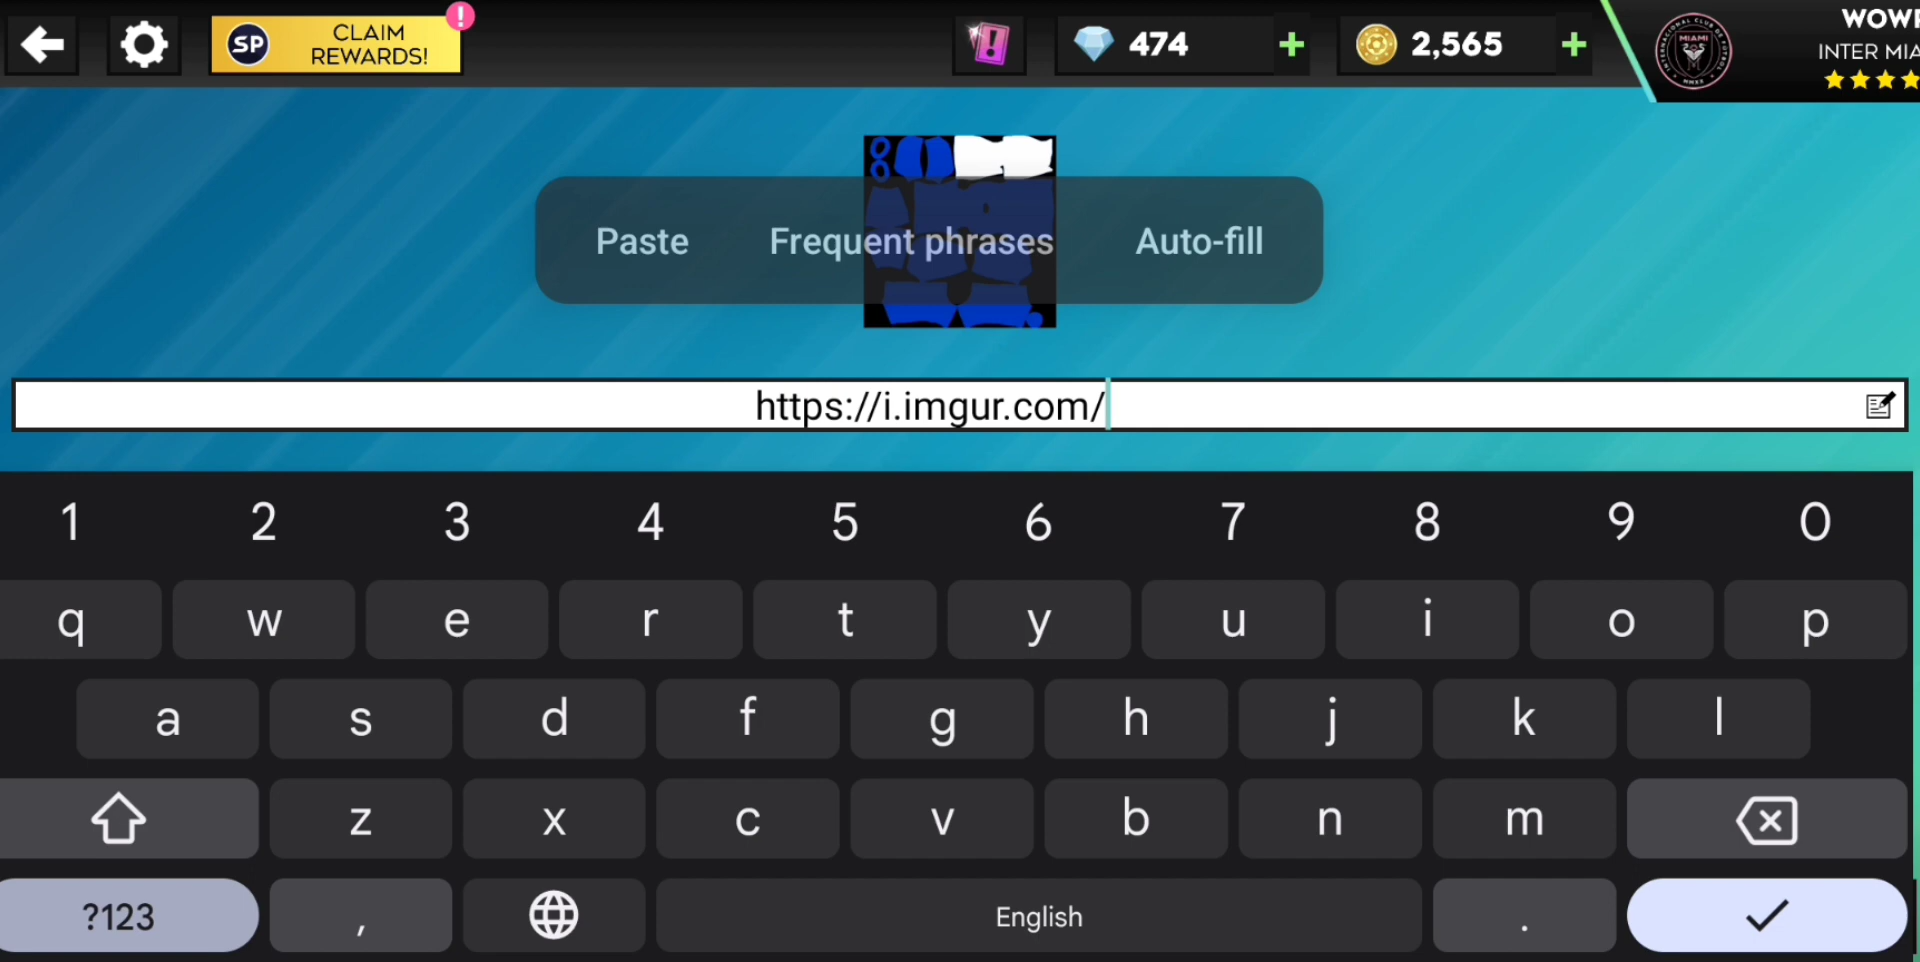 SP CLAIM REWARDS!
!
474 +
2,565 +
MIAMI
INTER MIA
Paste Frequent phrases Auto-fill
https://i.imgur.com/
1 2 3 4 5 6 7 8 9 0
q w e r t y u i o p
a s d f g h j k l
z x c v b n m
?123 , English .